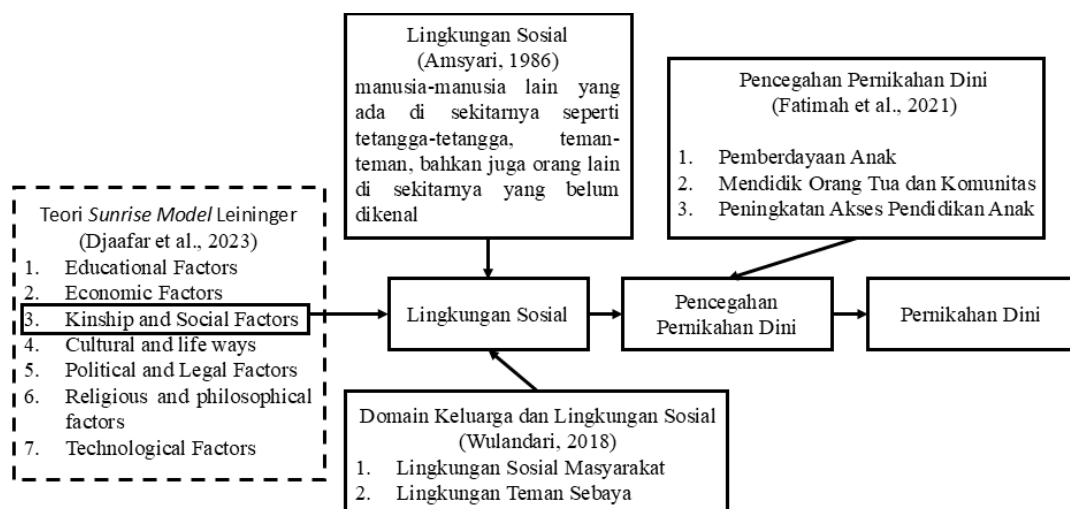 Lingkungan Sosial
(Amsyari, 1986)
manusia-manusia lain yang
ada di sekitarnya seperti
tetangga-tetangga, teman-
teman, bahkan juga orang lain
di sekitarnya yang belum
dikenal
Pencegahan Pernikahan Dini
(Fatimah et al., 2021)
1. Pemberdayaan Anak
2. Mendidik Orang Tua dan Komunitas
3. Peningkatan Akses Pendidikan Anak
Teori Sunrise Model Leininger
(Djaafar et al., 2023)
1. Educational Factors
2. Economic Factors
3. Kinship and Social Factors
4. Cultural and life ways
5. Political and Legal Factors
6. Religious and philosophical
factors
7. Technological Factors
Lingkungan Sosial
Pencegahan
Pernikahan Dini
Pernikahan Dini
Domain Keluarga dan Lingkungan Sosial
(Wulandari, 2018)
1. Lingkungan Sosial Masyarakat
2. Lingkungan Teman Sebaya